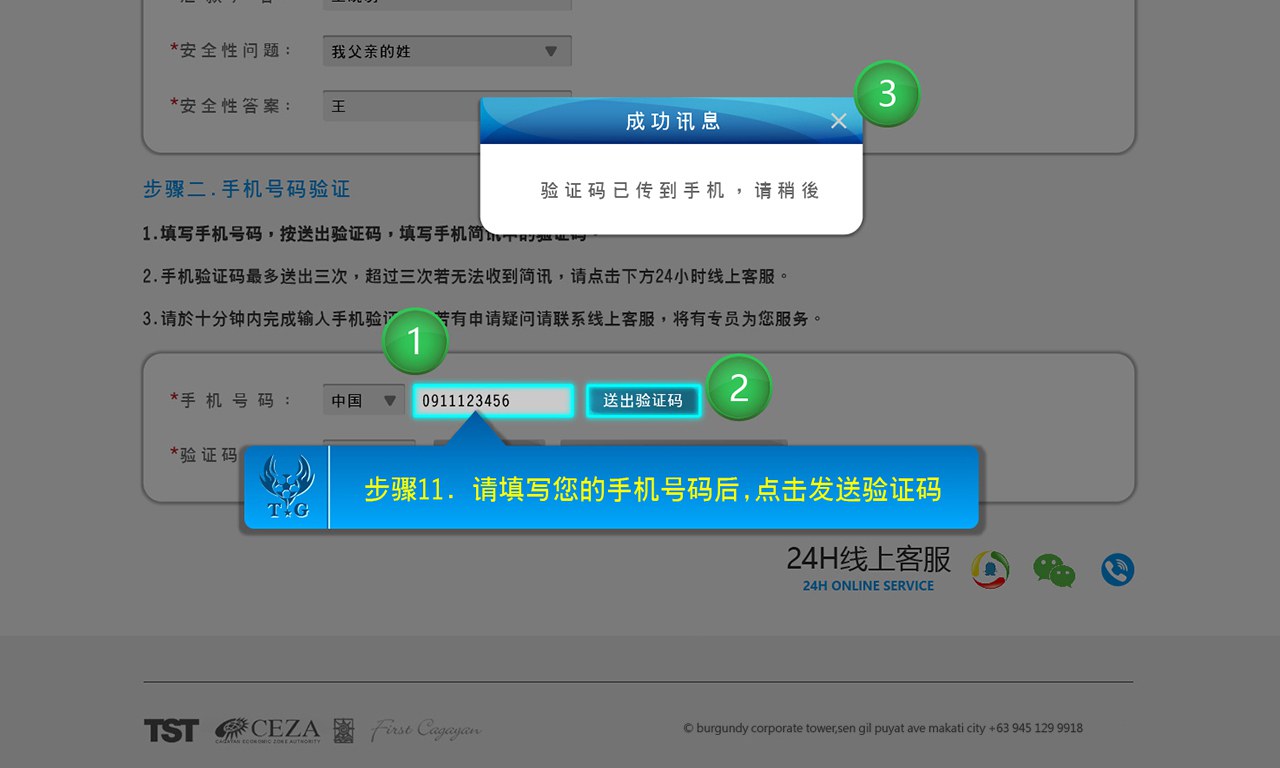 *安全性问题：
我父亲的姓
*安全性答案：
王
3
成功讯息
验证码已传到手机，请稍後
步骤二.手机号码验证
1.填写手机号码，按送出验证码，填写手机简讯中的验证码。
2.手机验证码最多送出三次，超过三次若无法收到简讯，请点击下方24小时线上客服。
3.请於十分钟内完成输入手机验证 若有申请疑问请联系线上客服，将有专员为您服务。
1
*手机号码：
中国
0911123456
送出验证码
2
*验证码
TG
步骤11. 请填写您的手机号码后,点击发送验证码
24H线上客服
24H ONLINE SERVICE
TST
CEZA
CAGAYAN ECONOMIC ZONE AUTHORITY
First Cagayan
© burgundy corporate tower,sen gil puyat ave makati city +63 945 129 9918